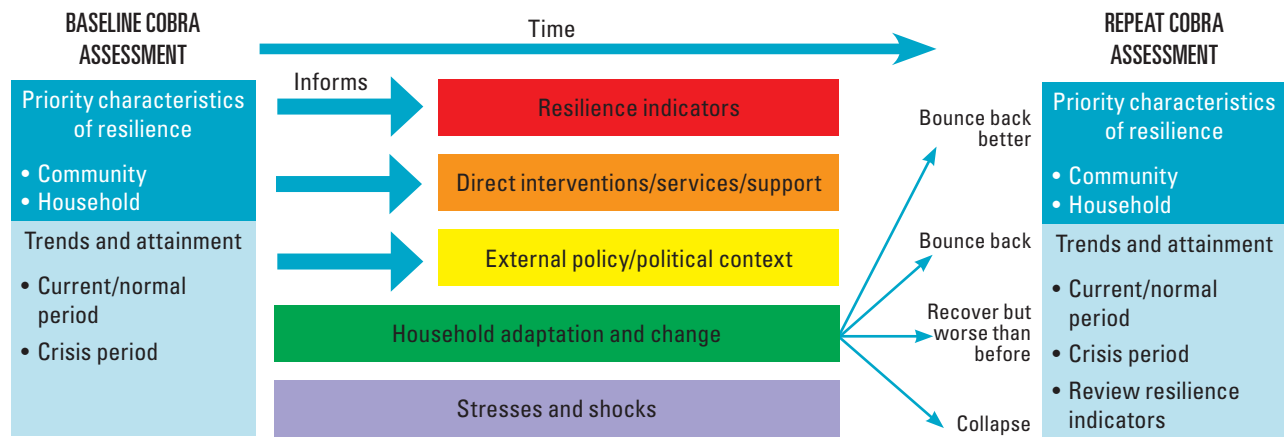 BASELINE COBRA
ASSESSMENT
Priority characteristics
of resilience
• Community
• Household
Trends and attainment
• Current/normal
period
• Crisis period
Time
Informs
Resilience indicators
Direct interventions/services/support
External policy/political context
Household adaptation and change
Stresses and shocks
Bounce back
better
Bounce back
Recover but
worse than
before
Collapse
REPEAT COBRA
ASSESSMENT
Priority characteristics
of resilience
• Community
• Household
Trends and attainment
• Current/normal
period
• Crisis period
• Review resilience
indicators